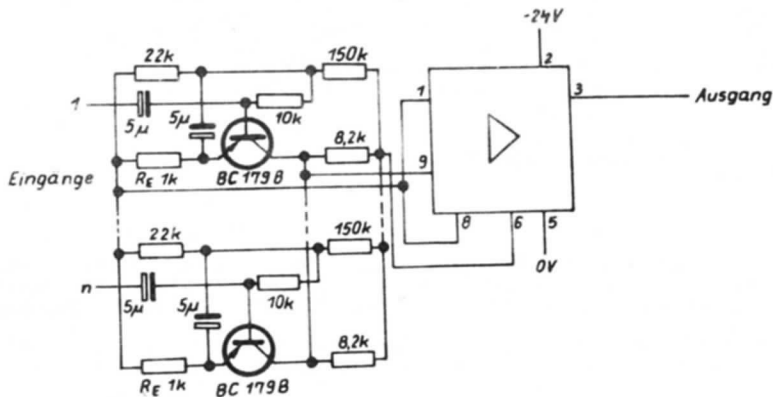 -24V
22k
150k
2
1
3
Ausgang
1
5μ
5μ
10k
8,2k
9
Eingänge
R_E 1k
BC 179 B
8
6
5
22k
150k
0V
n
5μ
5μ
10k
8,2k
R_E 1k
BC 179 B